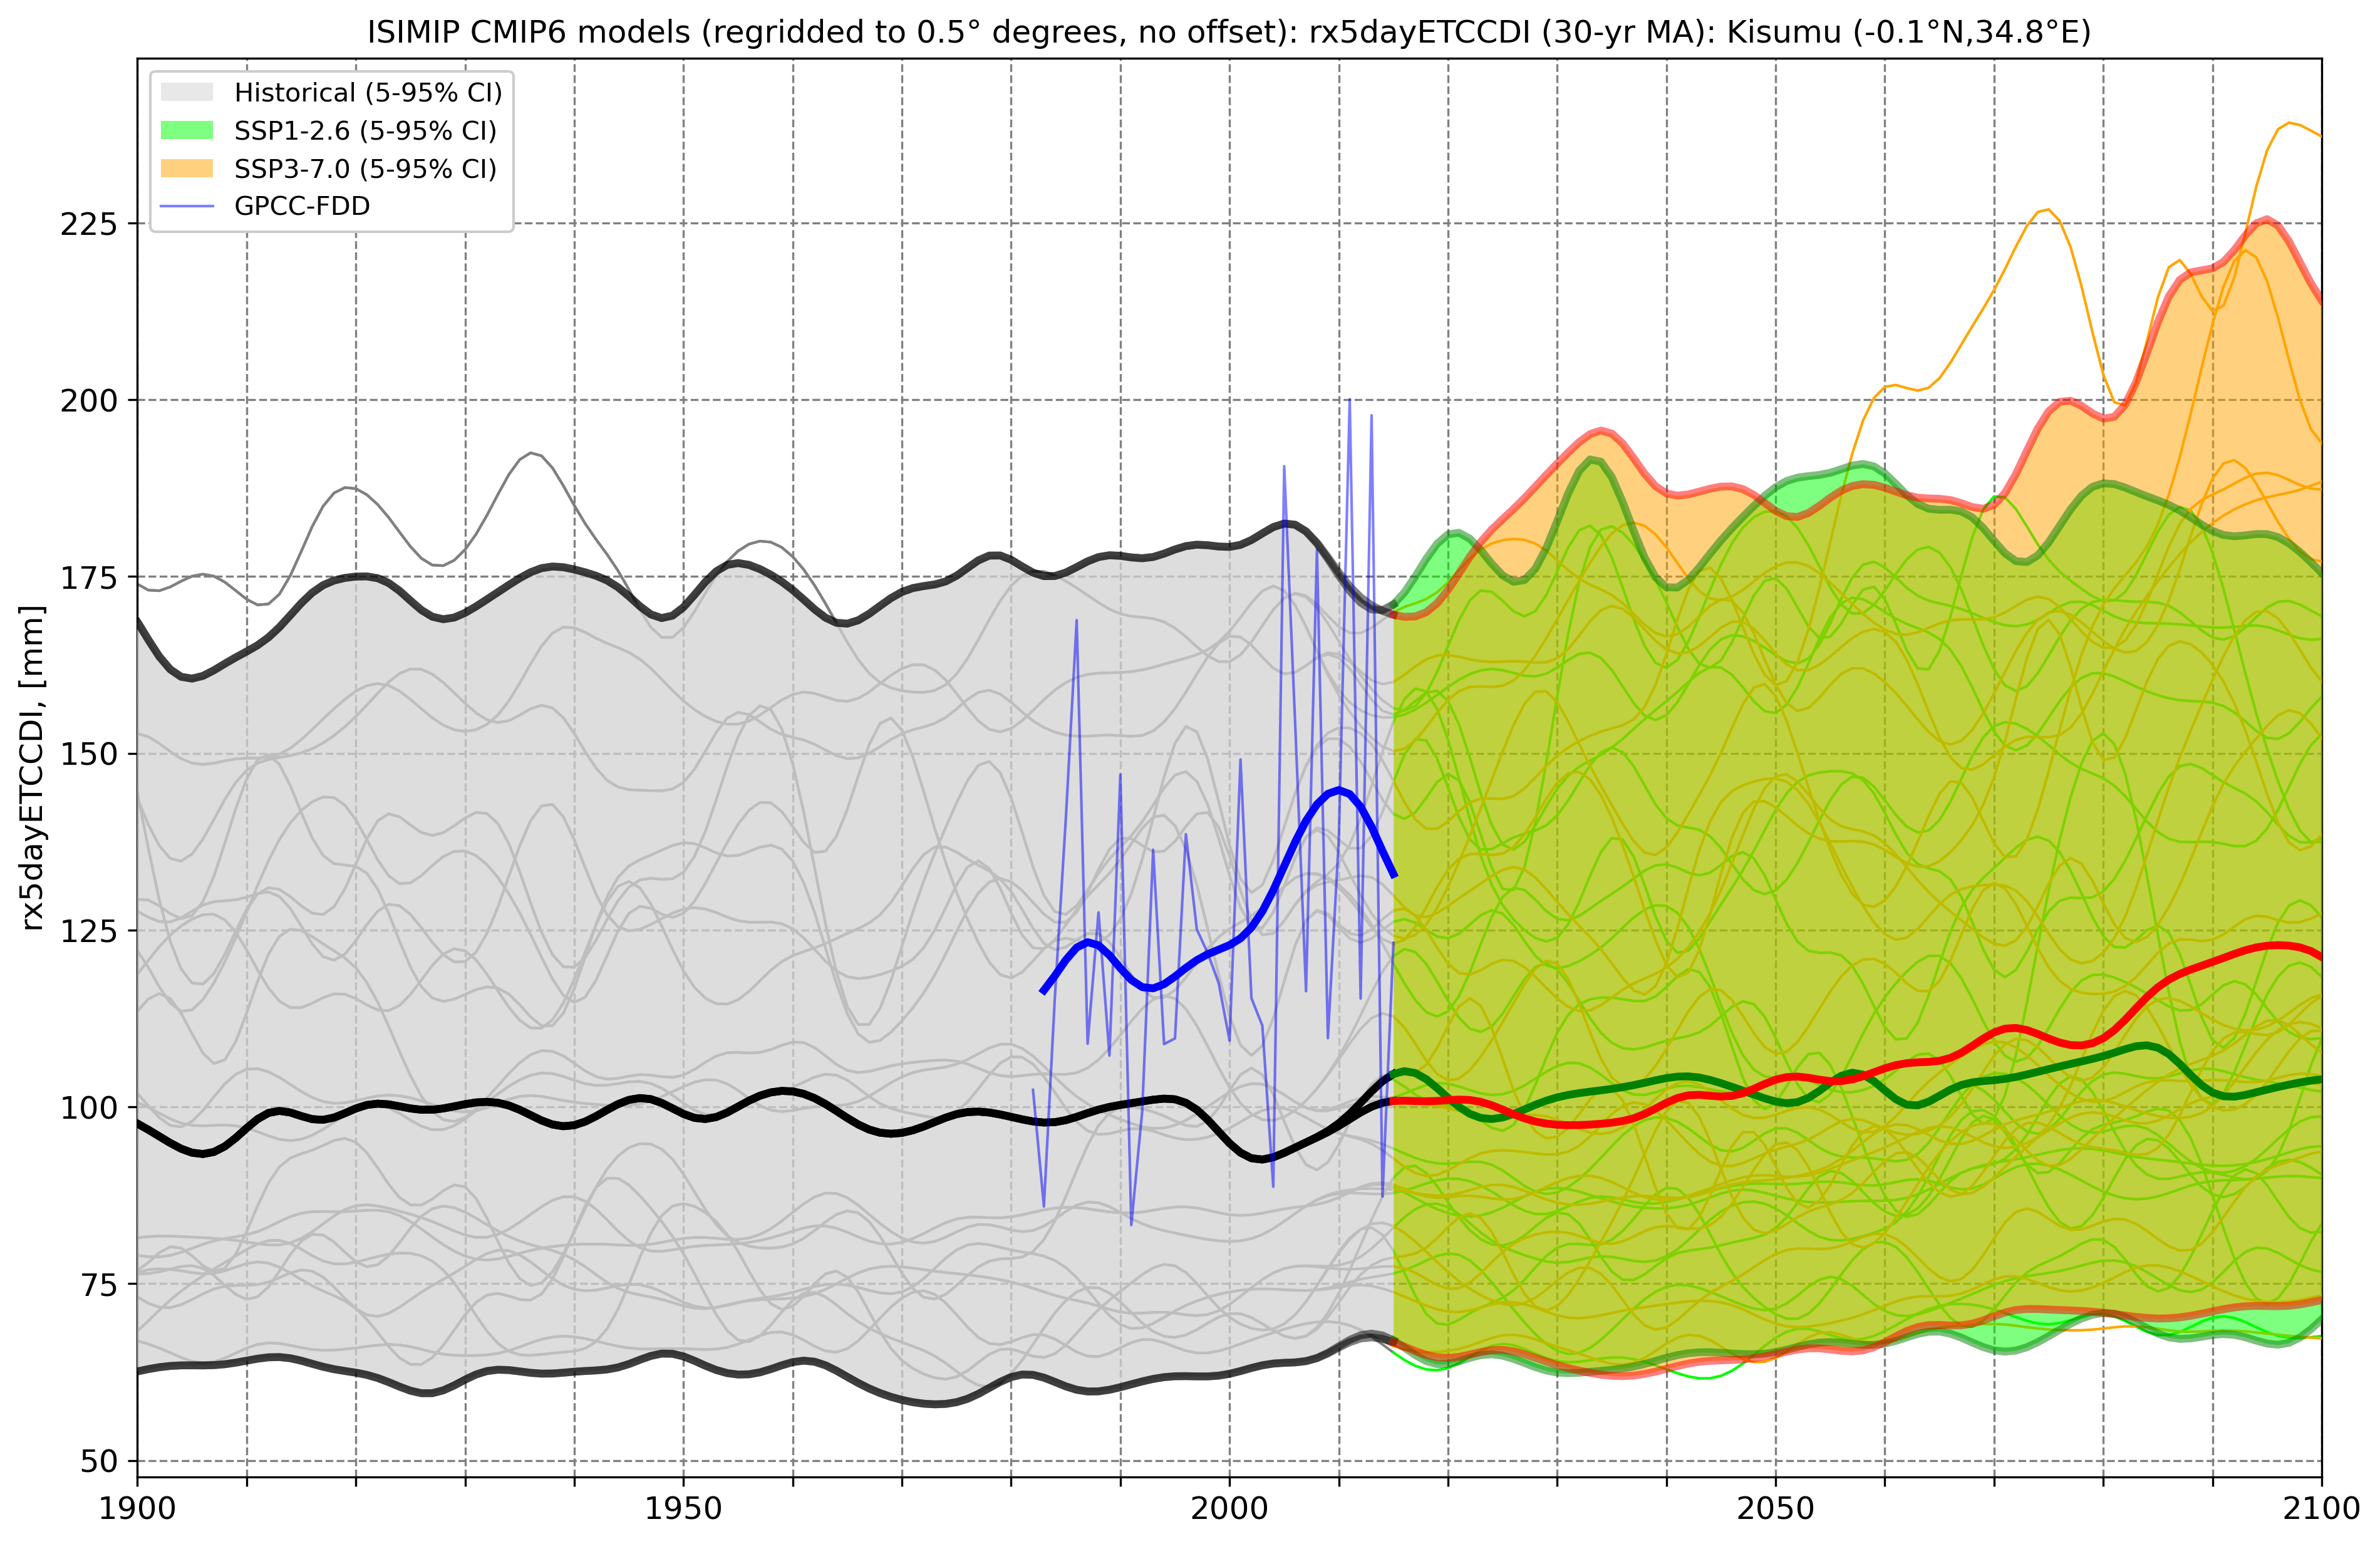 ISIMIP CMIP6 models (regridded to 0.5° degrees, no offset): rx5dayETCCDI (30-yr MA): Kisumu (-0.1°N,34.8°E)
Historical (5-95% CI)
SSP1-2.6 (5-95% CI)
SSP3-7.0 (5-95% CI)
GPCC-FDD
rx5dayETCCDI, [mm]
225
200
175
150
125
100
75
50
1900 1950 2000 2050 2100